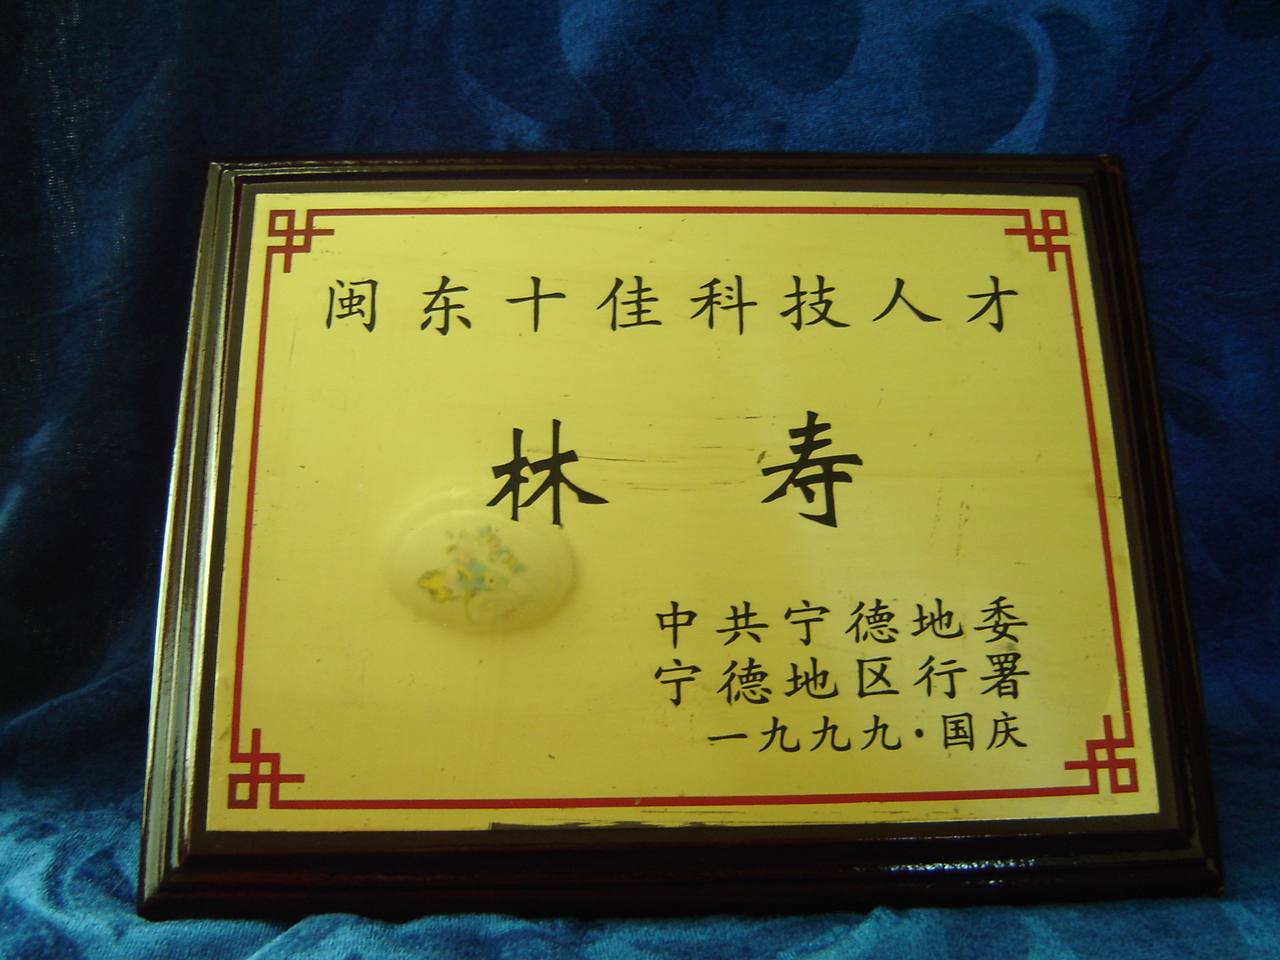 闽东十佳科技人才
林寿
中共宁德地委
宁德地区行署
一九九九·国庆